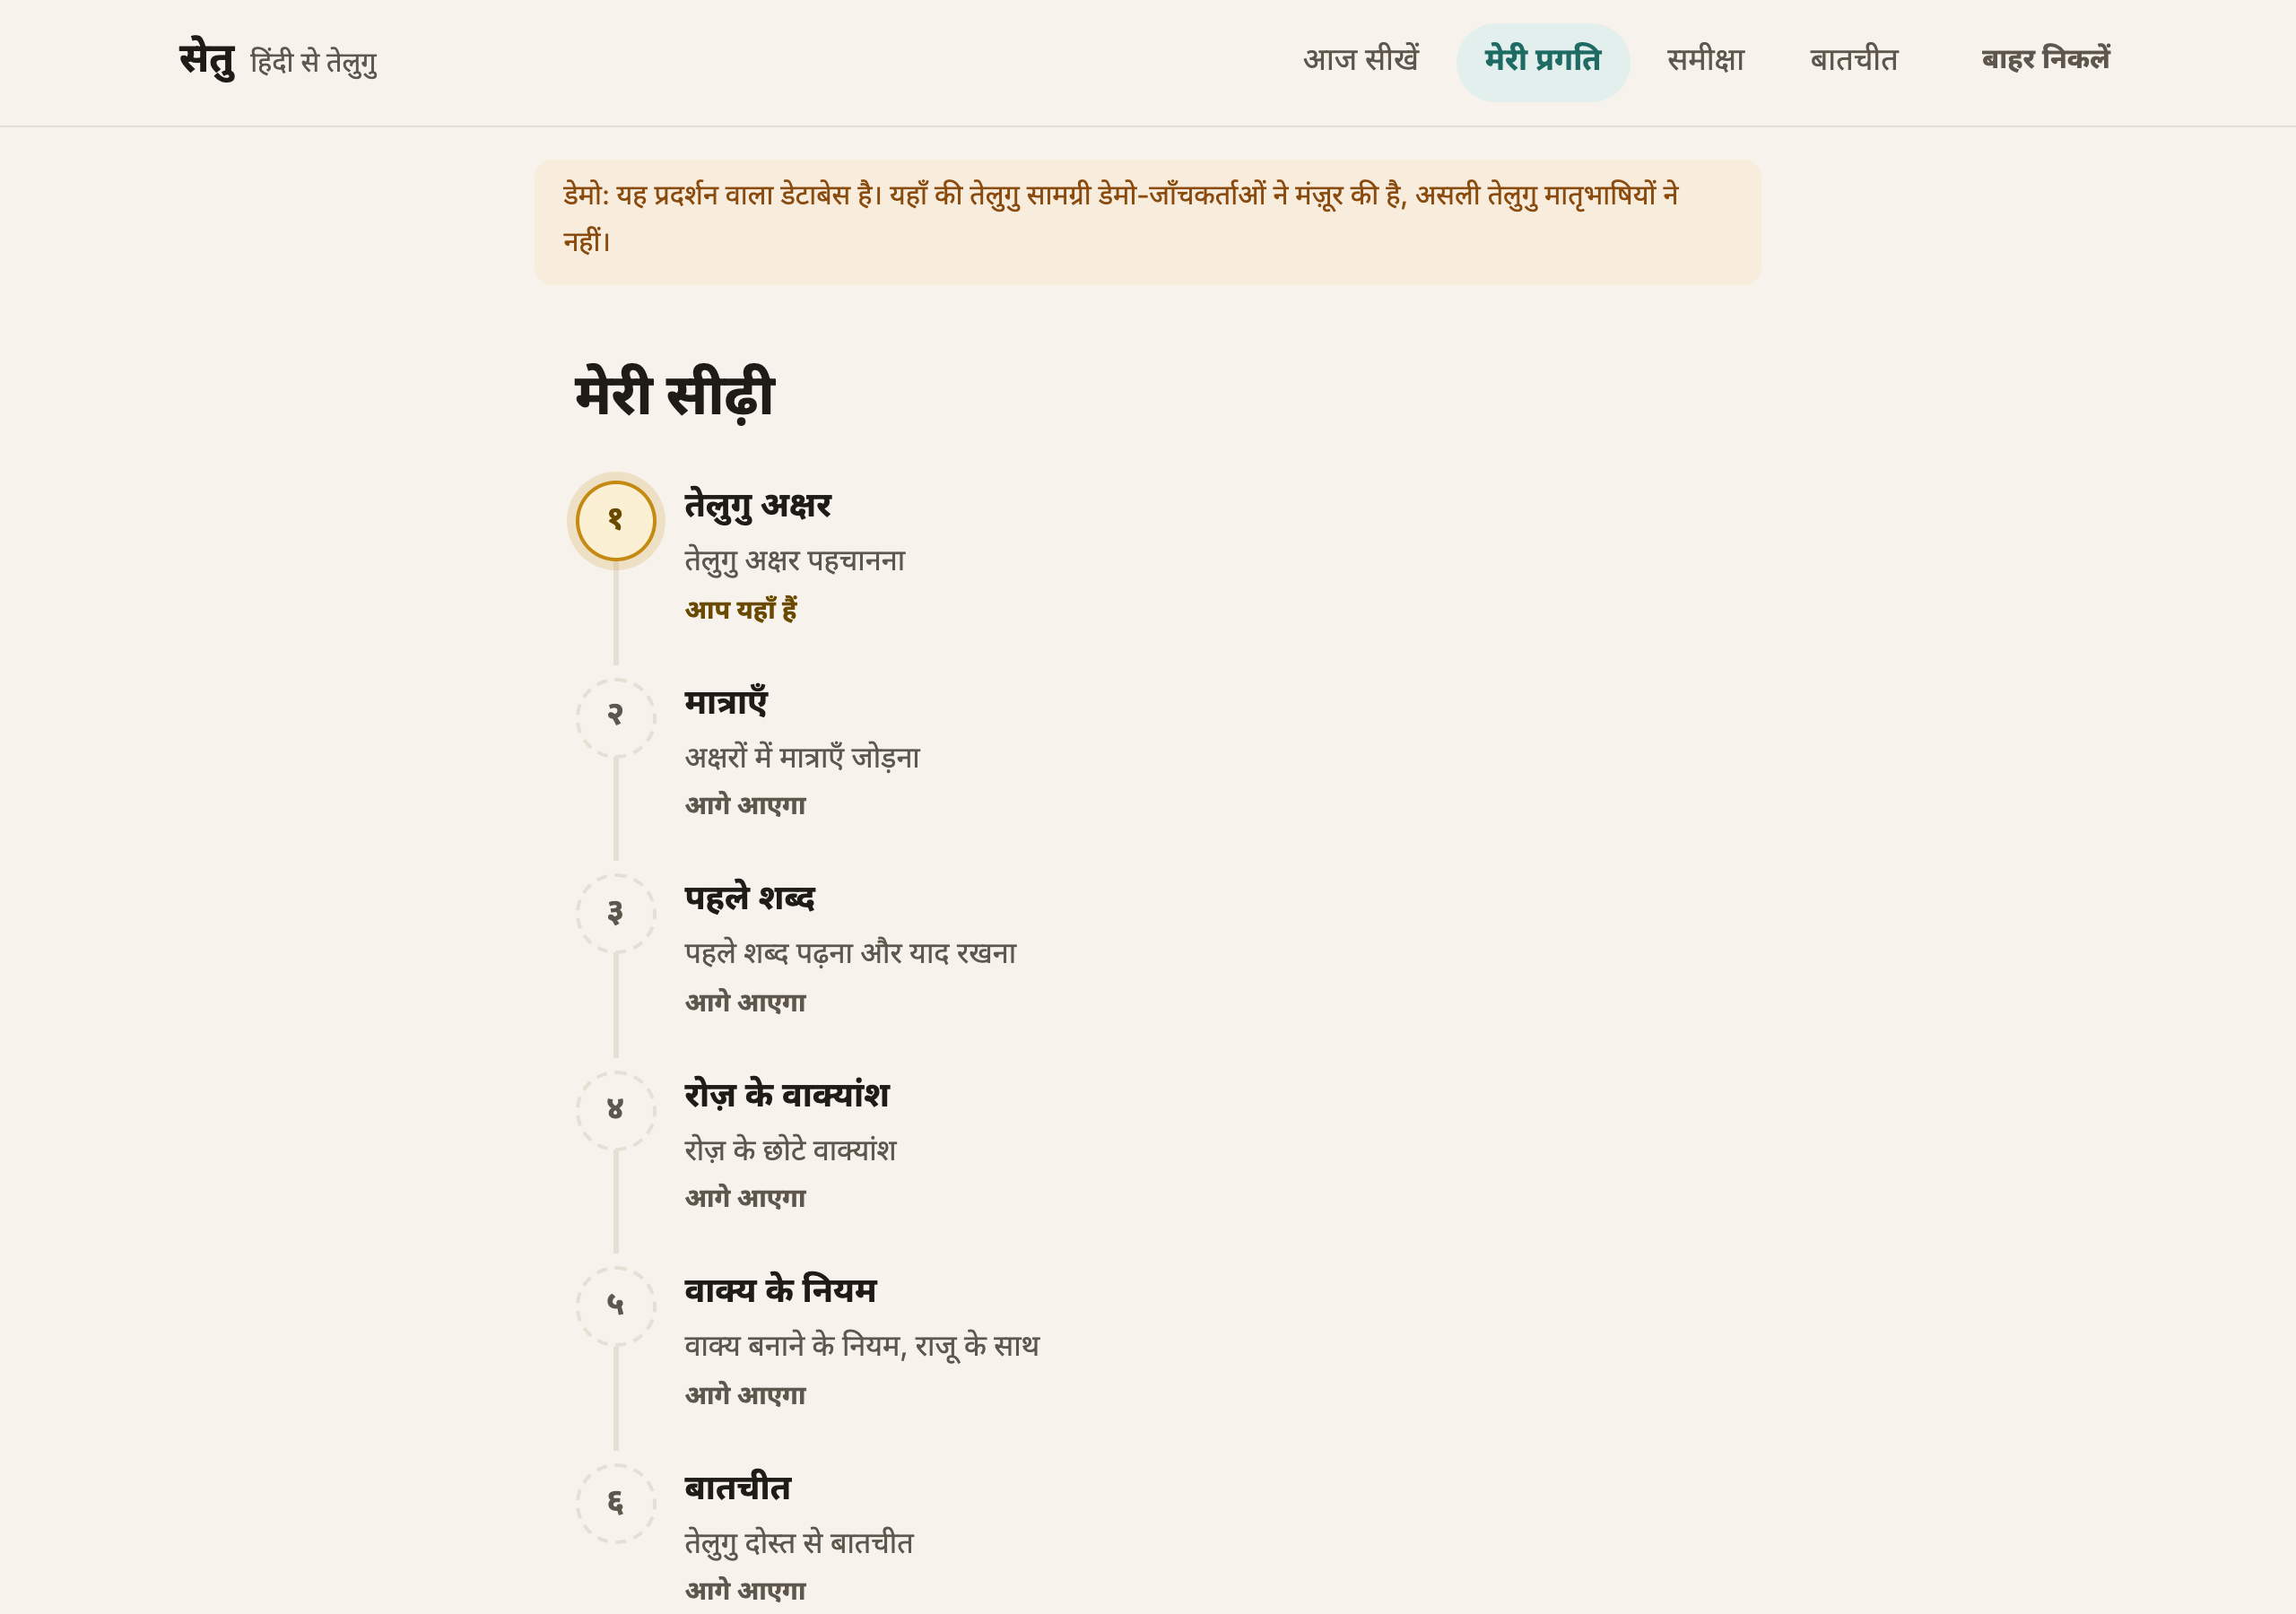 सेतु हिंदी से तेलुगु
आज सीखें मेरी प्रगति समीक्षा बातचीत बाहर निकलें
डेमो: यह प्रदर्शन वाला डेटाबेस है। यहाँ की तेलुगु सामग्री डेमो-जाँचकर्ताओं ने मंज़ूर की है, असली तेलुगु मातृभाषियों ने
नहीं।
मेरी सीढ़ी
१ तेलुगु अक्षर
तेलुगु अक्षर पहचानना
आप यहाँ हैं
२ मात्राएँ
अक्षरों में मात्राएँ जोड़ना
आगे आएगा
३ पहले शब्द
पहले शब्द पढ़ना और याद रखना
आगे आएगा
४ रोज़ के वाक्यांश
रोज़ के छोटे वाक्यांश
आगे आएगा
५ वाक्य के नियम
वाक्य बनाने के नियम, राजू के साथ
आगे आएगा
६ बातचीत
तेलुगु दोस्त से बातचीत
आगे आएगा